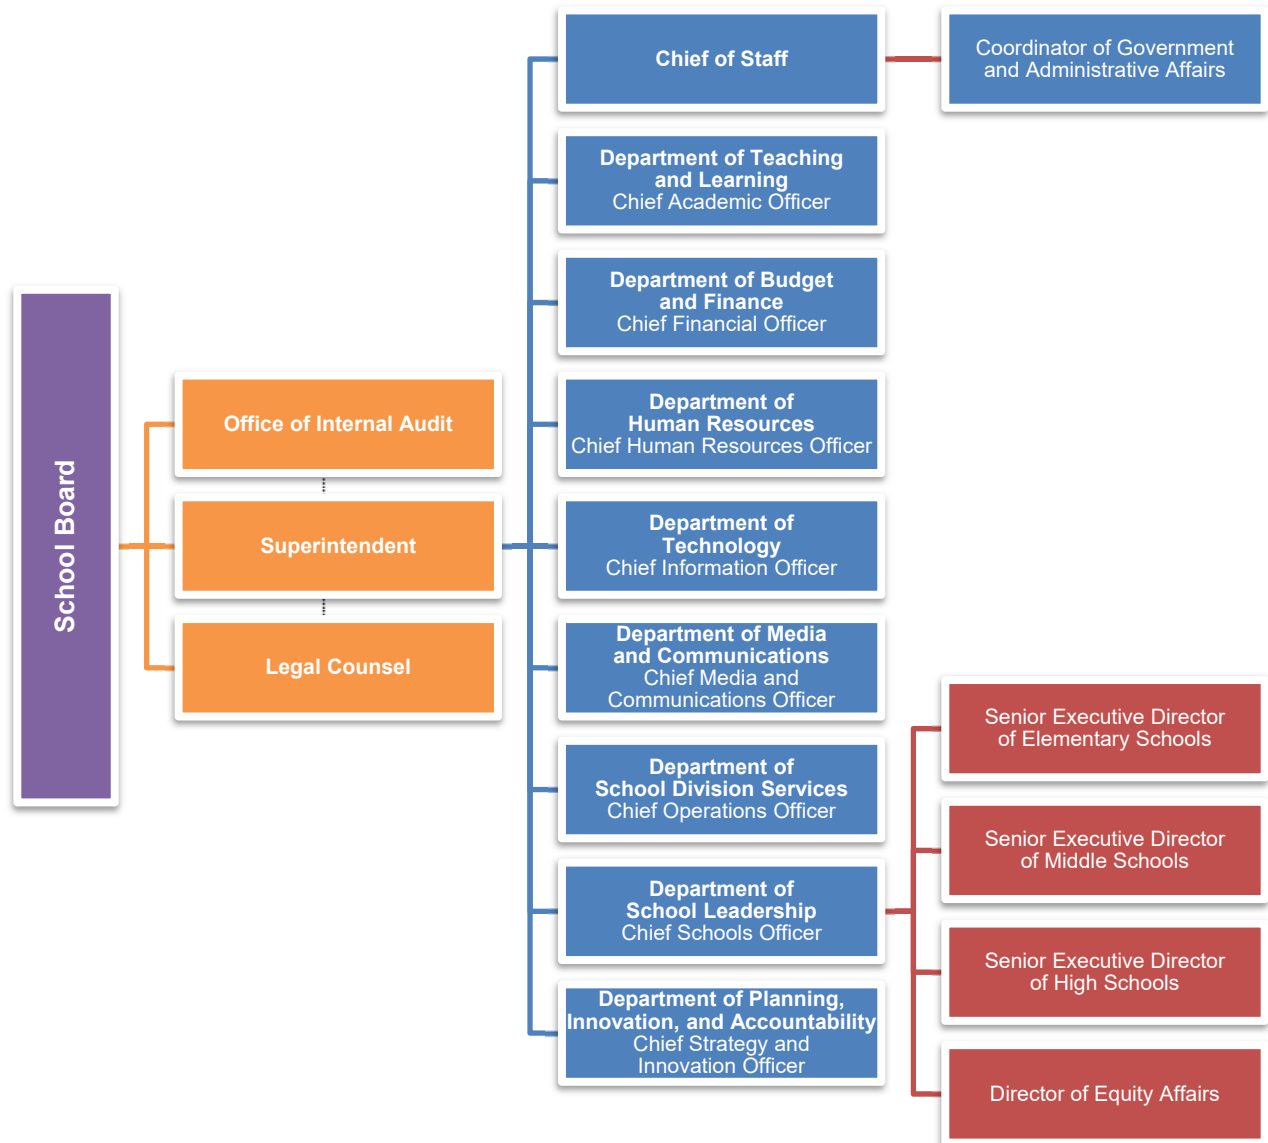 School Board
Office of Internal Audit
Superintendent
Legal Counsel
Chief of Staff
Department of Teaching
and Learning
Chief Academic Officer
Department of Budget
and Finance
Chief Financial Officer
Department of
Human Resources
Chief Human Resources Officer
Department of
Technology
Chief Information Officer
Department of Media
and Communications
Chief Media and
Communications Officer
Department of
School Division Services
Chief Operations Officer
Department of
School Leadership
Chief Schools Officer
Department of Planning,
Innovation, and Accountability
Chief Strategy and
Innovation Officer
Coordinator of Government
and Administrative Affairs
Senior Executive Director
of Elementary Schools
Senior Executive Director
of Middle Schools
Senior Executive Director
of High Schools
Director of Equity Affairs